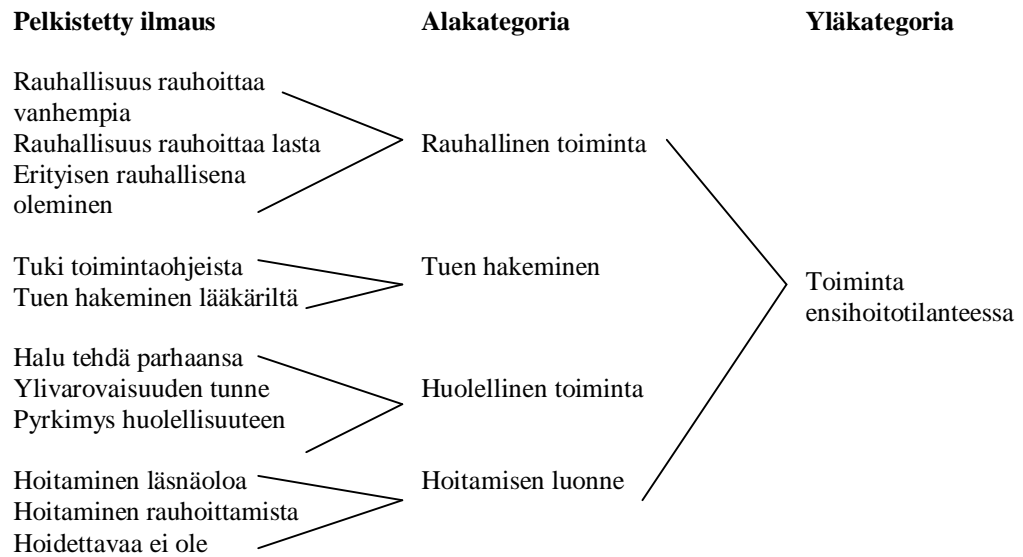 Pelkistetty ilmaus Alakategoria Yläkategoria
Rauhallisuus rauhoittaa
vanhempia
Rauhallisuus rauhoittaa lasta Rauhallinen toiminta
Erityisen rauhallisena
oleminen
Tuki toimintaohjeista Tuen hakeminen
Tuen hakeminen lääkäriltä
Toiminta
ensihoitotilanteessa
Halu tehdä parhaansa
Ylivarovaisuuden tunne Huolellinen toiminta
Pyrkimys huolellisuuteen
Hoitaminen läsnäoloa Hoitamisen luonne
Hoitaminen rauhoittamista
Hoidettavaa ei ole